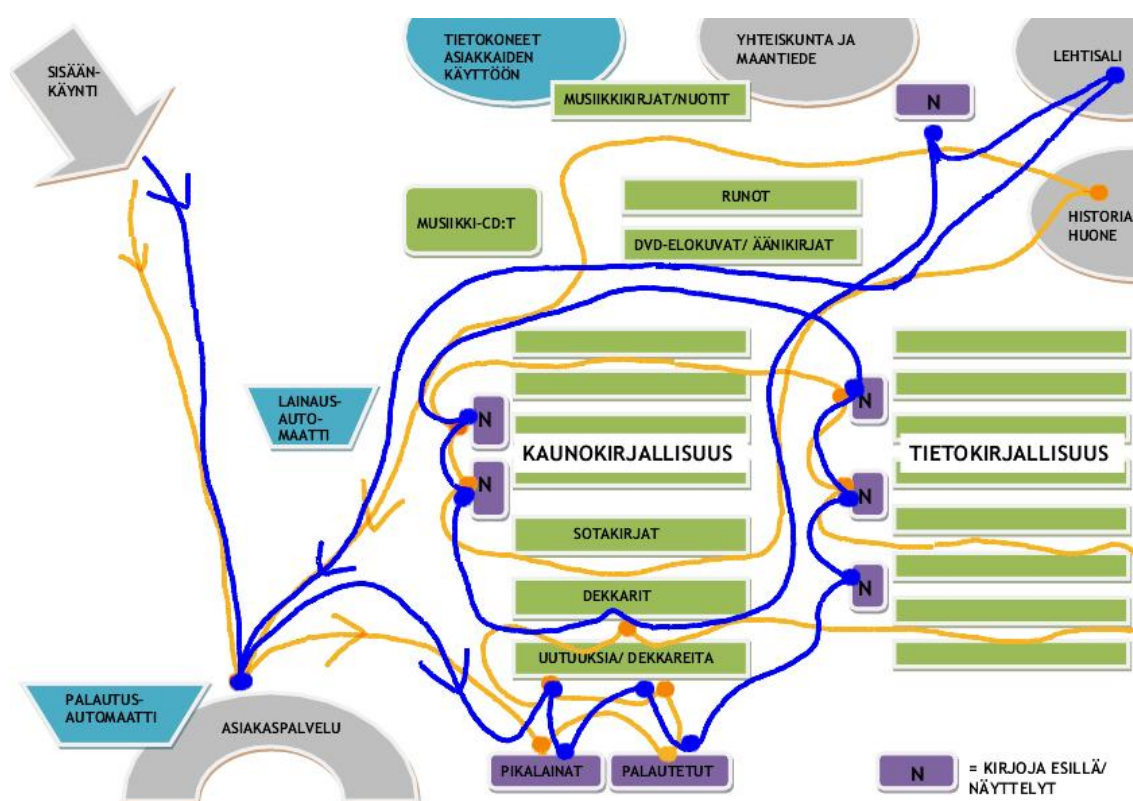 SISÄÄN-
KÄYNTI
TIETOKONEET
ASIAKKAIDEN
KÄYTTÖÖN
YHTEISKUNTA JA
MAANTIEDE
LEHTISALI
MUSIIKKIKIRJAT/NUOTIT
N
MUSIIKKI-CD:T
RUNOT
DVD-ELOKUVAT/ ÄÄNIKIRJAT
HISTORIA
HUONE
LAINAUS-
AUTO-
MAATTI
N
N
KAUNOKIRJALLISUUS
N
N
TIETOKIRJALLISUUS
SOTAKIRJAT
DEKKARIT
N
UUTUUKSIA/ DEKKAREITA
PALAUTUS-
AUTOMAATTI
ASIAKASPALVELU
PIKALAINAT
PALAUTETUT
N
= KIRJOJA ESILLÄ/
NÄYTTELYT